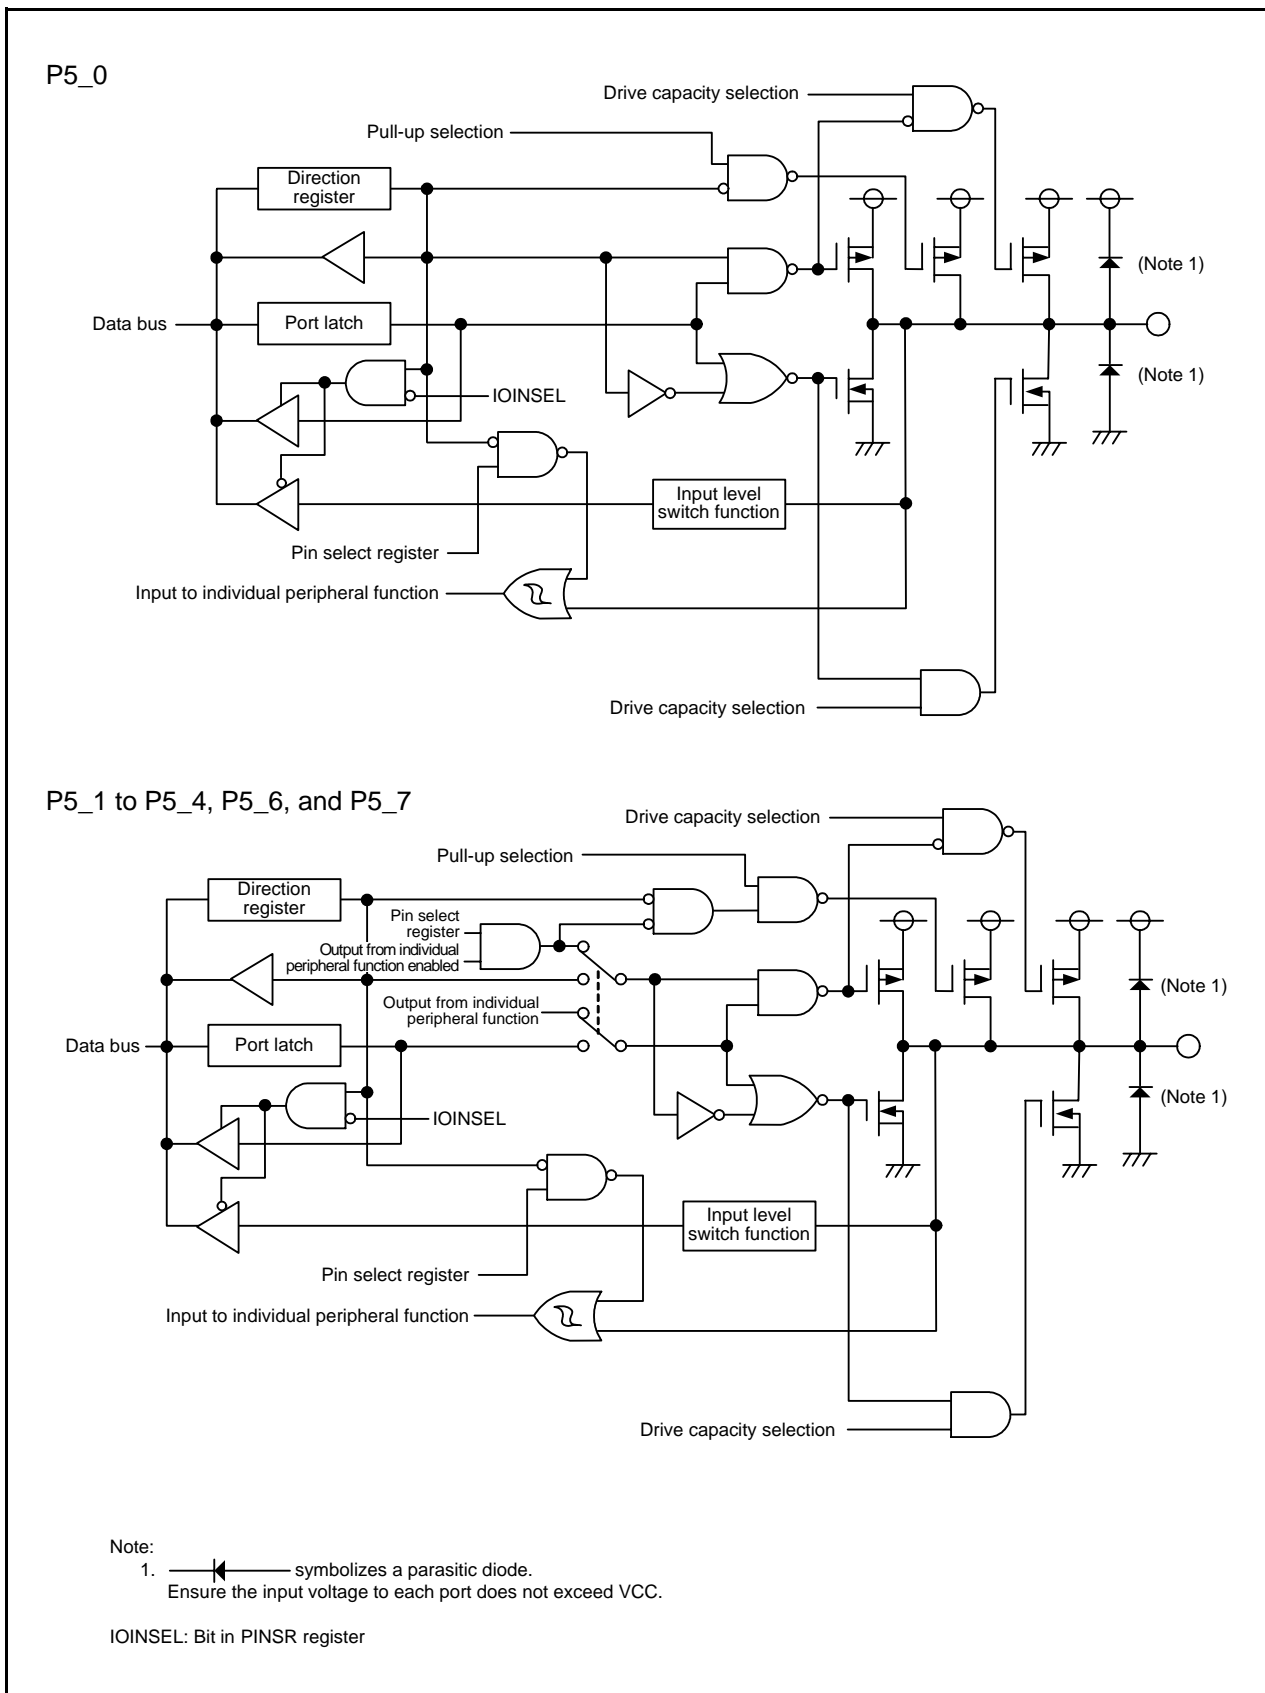 P5_0
Drive capacity selection
Pull-up selection
Direction
register
(Note 1)
Data bus
Port latch
(Note 1)
IOINSEL
Input level
switch function
Pin select register
Input to individual peripheral function
Drive capacity selection
P5_1 to P5_4, P5_6, and P5_7
Drive capacity selection
Pull-up selection
Direction
register
Pin select
register
Output from individual
peripheral function enabled
(Note 1)
Output from individual
peripheral function
Data bus
Port latch
(Note 1)
IOINSEL
Input level
switch function
Pin select register
Input to individual peripheral function
Drive capacity selection
Note:
1. symbolizes a parasitic diode.
Ensure the input voltage to each port does not exceed VCC.
IOINSEL: Bit in PINSR register